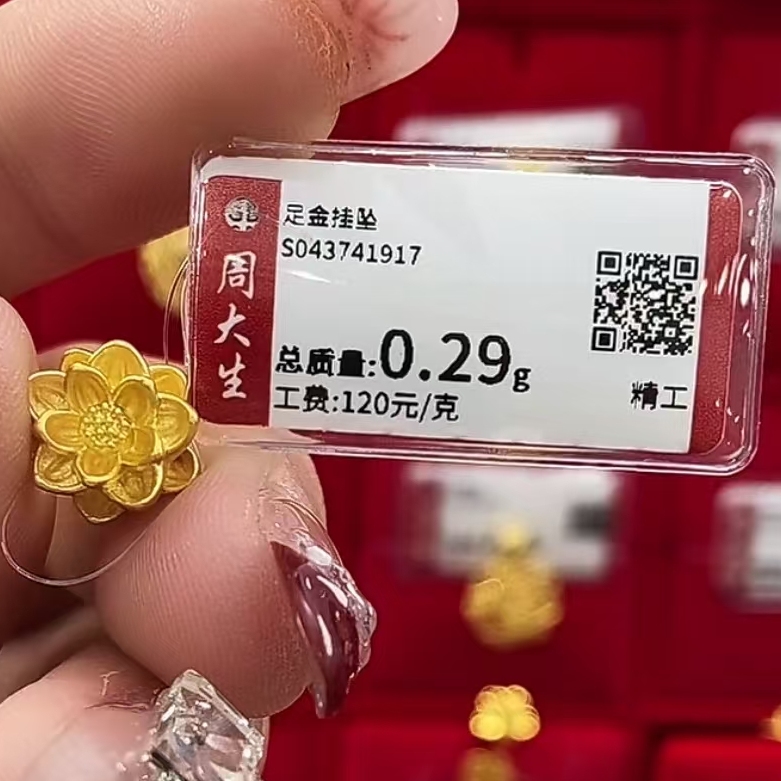 周大生
足金挂坠
S043741917
总质量:0.29g
工费:120元/克
精工